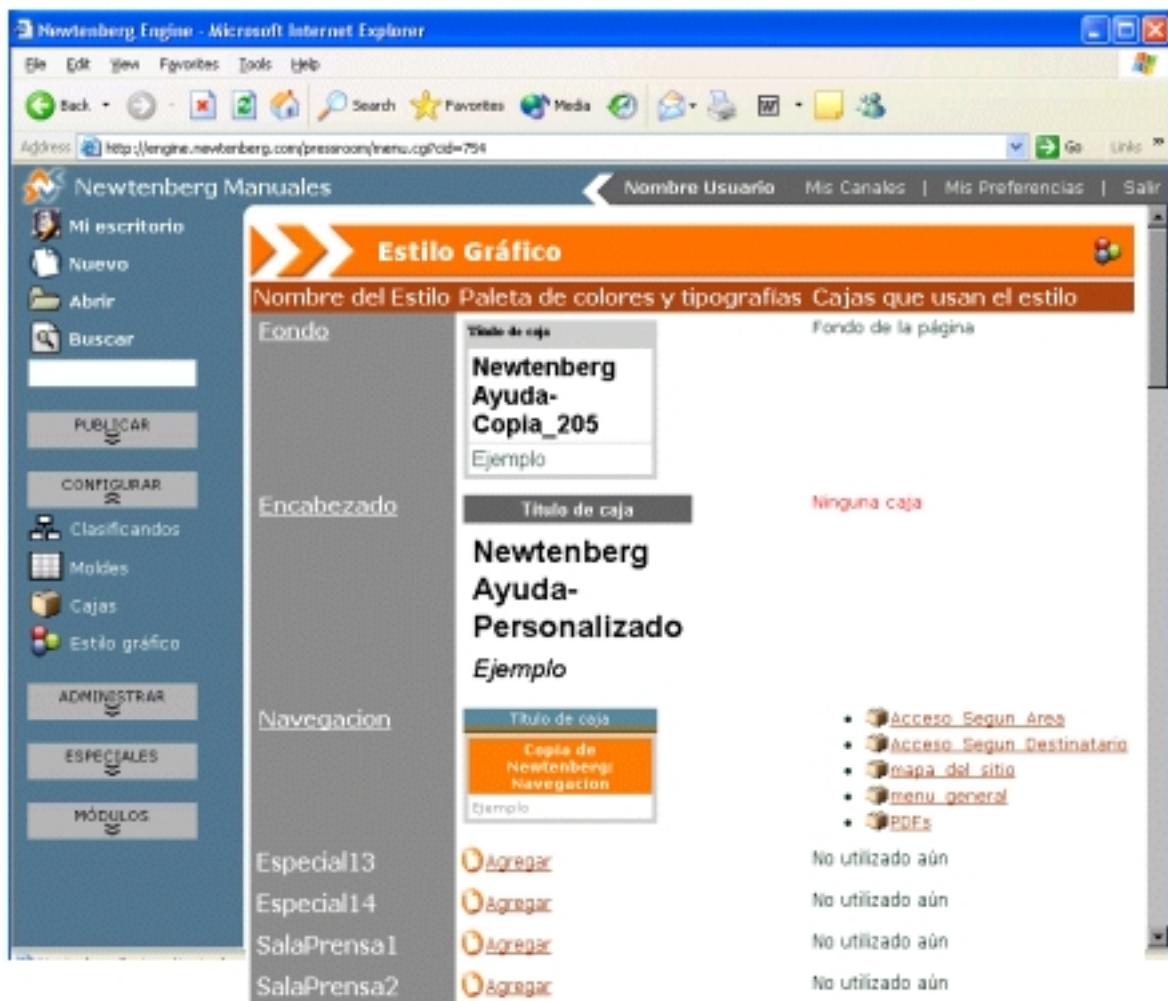 Newtenberg Engine - Microsoft Internet Explorer
File Edit View Favorites Tools Help
Back Search Favorites Media
Address http://engine.newtenberg.com/pressroom/menu.cgi?cid=754 Go Links »
Newtenberg Manuales
Nombre Usuario Mis Canales | Mis Preferencias | Salir
Mi escritorio
Nuevo
Abrir
Buscar
PUBLICAR
CONFIGURAR
Clasificandos
Moldes
Cajas
Estilo gráfico
ADMINISTRAR
ESPECIALES
MÓDULOS
Estilo Gráfico
Nombre del Estilo Paleta de colores y tipografías Cajas que usan el estilo
Fondo
Título de caja
Newtenberg
Ayuda-
Copia_205
Ejemplo
Fondo de la página
Encabezado
Título de caja
Newtenberg
Ayuda-
Personalizado
Ejemplo
Ninguna caja
Navegacion
Título de caja
Copia de
Newtenberg:
Navegacion
Ejemplo
Acceso Segun Area
Acceso Segun Destinatario
mapa del sitio
menu general
PDFs
Especial13 Agregar No utilizado aún
Especial14 Agregar No utilizado aún
SalaPrensa1 Agregar No utilizado aún
SalaPrensa2 Agregar No utilizado aún